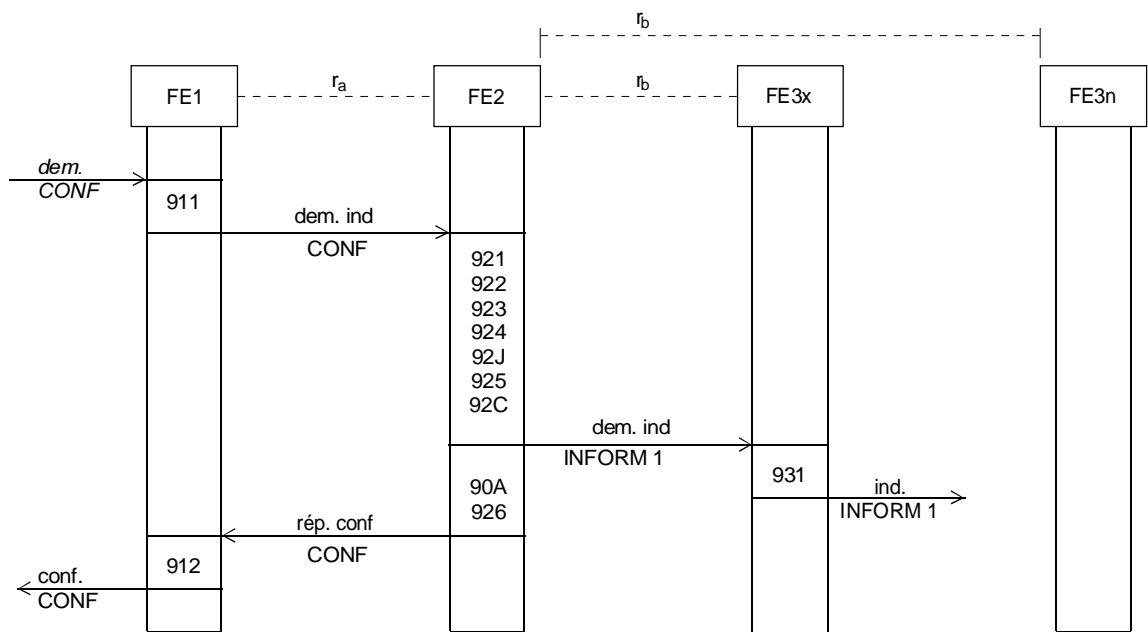 r_b
FE1
r_a
FE2
r_b
FE3x
FE3n
dem.
CONF
911
dem. ind
CONF
921
922
923
924
92J
925
92C
dem. ind
INFORM 1
931
ind.
INFORM 1
90A
926
rép. conf
CONF
912
conf.
CONF